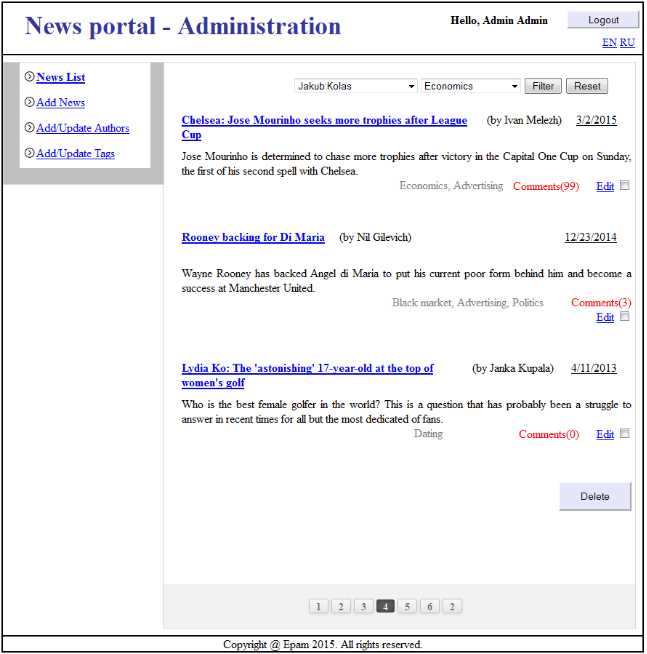 News portal - Administration
Hello, Admin Admin
Logout
EN RU
News List
Add News
Add/Update Authors
Add/Update Tags
Jakub Kolas
Economics
Filter
Reset
Chelsea: Jose Mourinho seeks more trophies after League
Cup
(by Ivan Melezh)
3/2/2015
Jose Mourinho is determined to chase more trophies after victory in the Capital One Cup on Sunday,
the first of his second spell with Chelsea.
Economics, Advertising Comments(99) Edit
Rooney backing for Di Maria (by Nil Gilevich) 12/23/2014
Wayne Rooney has backed Angel di Maria to put his current poor form behind him and become a
success at Manchester United.
Black market, Advertising, Politics Comments(3)
Edit
Lydia Ko: The 'astonishing' 17-year-old at the top of
women's golf
(by Janka Kupala)
4/11/2013
Who is the best female golfer in the world? This is a question that has probably been a struggle to
answer in recent times for all but the most dedicated of fans.
Dating Comments(0) Edit
Delete
1 2 3 4 5 6 2
Copyright @ Epam 2015. All rights reserved.